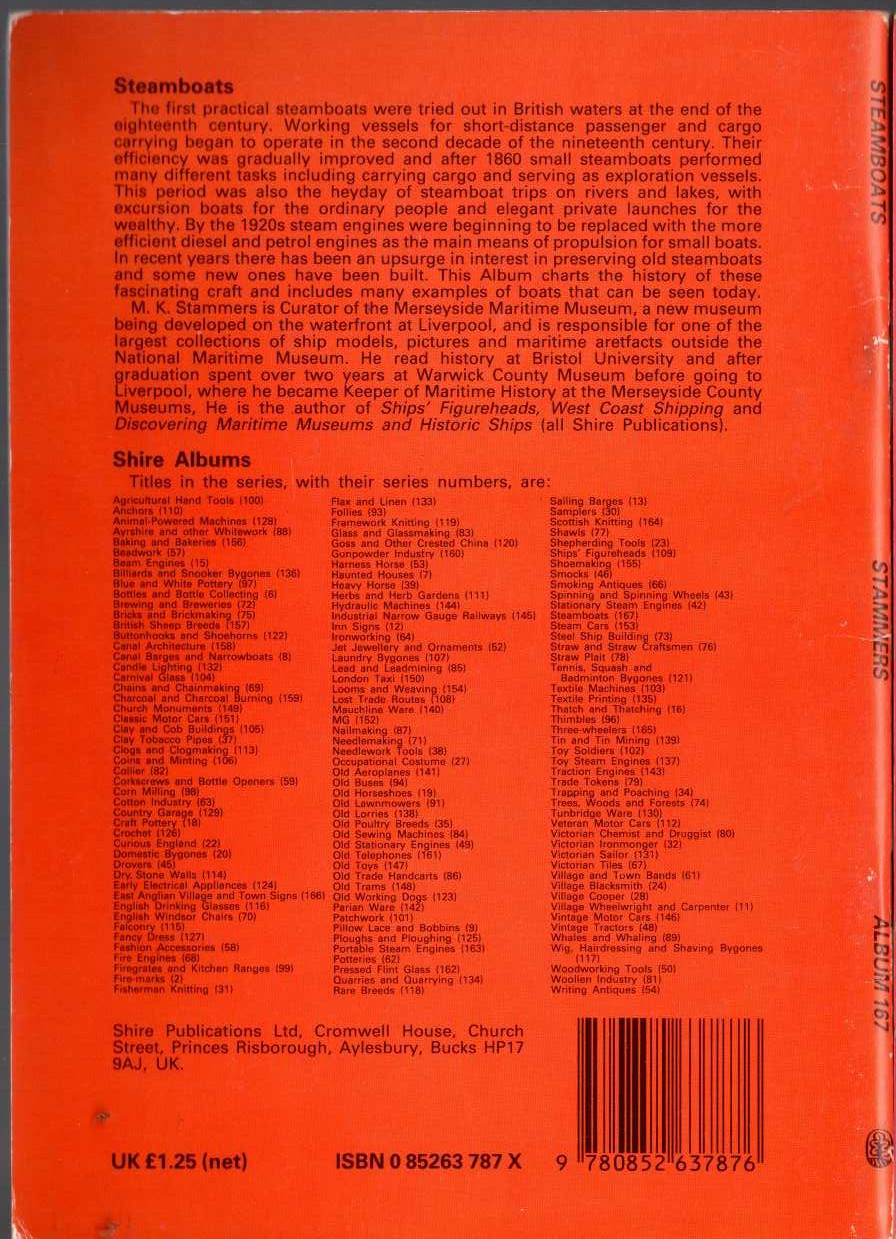 Steamboats
The first practical steamboats were tried out in British waters at the end of the
eighteenth century. Working vessels for short-distance passenger and cargo
carrying began to operate in the second decade of the nineteenth century. Their
efficiency was gradually improved and after 1860 small steamboats performed
many different tasks including carrying cargo and serving as exploration vessels.
This period was also the heyday of steamboat trips on rivers and lakes, with
excursion boats for the ordinary people and elegant private launches for the
wealthy. By the 1920s steam engines were beginning to be replaced with the more
efficient diesel and petrol engines as the main means of propulsion for small boats.
In recent years there has been an upsurge in interest in preserving old steamboats
and some new ones have been built. This Album charts the history of these
fascinating craft and includes many examples of boats that can be seen today.
M. K. Stammers is Curator of the Merseyside Maritime Museum, a new museum
being developed on the waterfront at Liverpool, and is responsible for one of the
largest collections of ship models, pictures and maritime aretfacts outside the
National Maritime Museum. He read history at Bristol University and after
graduation spent over two years at Warwick County Museum before going to
Liverpool, where he became Keeper of Maritime History at the Merseyside County
Museums, He is the author of Ships' Figureheads, West Coast Shipping and
Discovering Maritime Museums and Historic Ships (all Shire Publications).
Shire Albums
Titles in the series, with their series numbers, are:
Agricultural Hand Tools (100)
Anchors (110)
Animal-Powered Machines (128)
Ayrshire and other Whitework (88)
Baking and Bakeries (156)
Beadwork (57)
Beam Engines (15)
Billiards and Snooker Bygones (136)
Blue and White Pottery (97)
Bottles and Bottle Collecting (6)
Brewing and Breweries (72)
Bricks and Brickmaking (75)
British Sheep Breeds (157)
Buttonhooks and Shoehorns (122)
Canal Architecture (158)
Canal Barges and Narrowboats (8)
Candle Lighting (132)
Carnival Glass (104)
Chains and Chainmaking (69)
Charcoal and Charcoal Burning (159)
Church Monuments (149)
Classic Motor Cars (151)
Clay and Cob Buildings (105)
Clay Tobacco Pipes (37)
Clogs and Clogmaking (113)
Coins and Minting (106)
Collier (82)
Corkscrews and Bottle Openers (59)
Corn Milling (98)
Cotton Industry (63)
Country Garage (129)
Craft Pottery (18)
Crochet (126)
Curious England (22)
Domestic Bygones (20)
Drovers (45)
Dry, Stone Walls (114)
Early Electrical Appliances (124)
East Anglian Village and Town Signs (166)
English Drinking Glasses (116)
English Windsor Chairs (70)
Falconry (115)
Fancy Dress (127)
Fashion Accessories (58)
Fire Engines (68)
Firegrates and Kitchen Ranges (99)
Fire-marks (2)
Fisherman Knitting (31)
Flax and Linen (133)
Follies (93)
Framework Knitting (119)
Glass and Glassmaking (83)
Goss and Other Crested China (120)
Gunpowder Industry (160)
Harness Horse (53)
Haunted Houses (7)
Heavy Horse (39)
Herbs and Herb Gardens (111)
Hydraulic Machines (144)
Industrial Narrow Gauge Railways (145)
Inn Signs (12)
Ironworking (64)
Jet Jewellery and Ornaments (52)
Laundry Bygones (107)
Lead and Leadmining (85)
London Taxi (150)
Looms and Weaving (154)
Lost Trade Routes (108)
Mauchline Ware (140)
MG (152)
Nailmaking (87)
Needlemaking (71)
Needlework Tools (38)
Occupational Costume (27)
Old Aeroplanes (141)
Old Buses (94)
Old Horseshoes (19)
Old Lawnmowers (91)
Old Lorries (138)
Old Poultry Breeds (35)
Old Sewing Machines (84)
Old Stationary Engines (49)
Old Telephones (161)
Old Toys (147)
Old Trade Handcarts (86)
Old Trams (148)
Old Working Dogs (123)
Parian Ware (142)
Patchwork (101)
Pillow Lace and Bobbins (9)
Ploughs and Ploughing (125)
Portable Steam Engines (163)
Potteries (62)
Pressed Flint Glass (162)
Quarries and Quarrying (134)
Rare Breeds (118)
Sailing Barges (13)
Samplers (30)
Scottish Knitting (164)
Shawls (77)
Shepherding Tools (23)
Ships' Figureheads (109)
Shoemaking (155)
Smocks (46)
Smoking Antiques (66)
Spinning and Spinning Wheels (43)
Stationary Steam Engines (42)
Steamboats (167)
Steam Cars (153)
Steel Ship Building (73)
Straw and Straw Craftsmen (76)
Straw Plait (78)
Tennis, Squash and
Badminton Bygones (121)
Textile Machines (103)
Textile Printing (135)
Thatch and Thatching (16)
Thimbles (96)
Three-wheelers (165)
Tin and Tin Mining (139)
Toy Soldiers (102)
Toy Steam Engines (137)
Traction Engines (143)
Trade Tokens (79)
Trapping and Poaching (34)
Trees, Woods and Forests (74)
Tunbridge Ware (130)
Veteran Motor Cars (112)
Victorian Chemist and Druggist (80)
Victorian Ironmonger (32)
Victorian Sailor (131)
Victorian Tiles (67)
Village and Town Bands (61)
Village Blacksmith (24)
Village Cooper (28)
Village Wheelwright and Carpenter (11)
Vintage Motor Cars (146)
Vintage Tractors (48)
Whales and Whaling (89)
Wig, Hairdressing and Shaving Bygones
(117)
Woodworking Tools (50)
Woollen Industry (81)
Writing Antiques (54)
Shire Publications Ltd, Cromwell House, Church
Street, Princes Risborough, Aylesbury, Bucks HP17
9AJ, UK.
UK £1.25 (net)
ISBN 0 85263 787 X
9 780852 637876
STEAMBOATS
STAMMERS
ALBUM 167